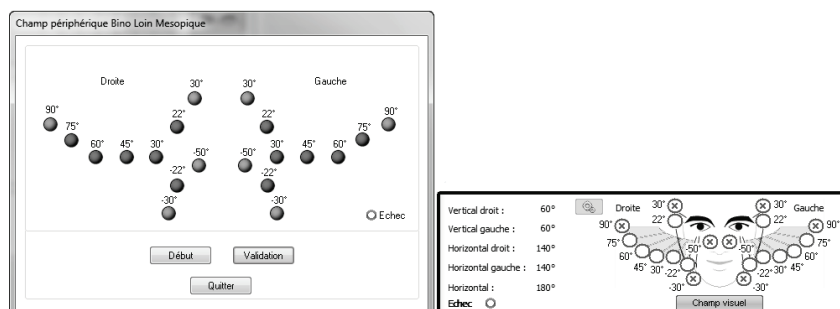 Champ périphérique Bino Loin Mesopique
Droite 30° 30° Gauche
90° 22° 22° 90°
75° 60° 45° 30° 30° 45° 60° 75°
-50° -50°
-22° -22°
-30° -30°
Echec
Début Validation
Quitter
Vertical droit : 60°
Vertical gauche : 60°
Horizontal droit : 140°
Horizontal gauche : 140°
Horizontal : 180°
Echec
Droite 30° 30° Gauche
90° 22° 22° 90°
75° -50° -50° 75°
60° 60°
45° 30° -22° -22° 30° 45°
-30° -30°
Champ visuel